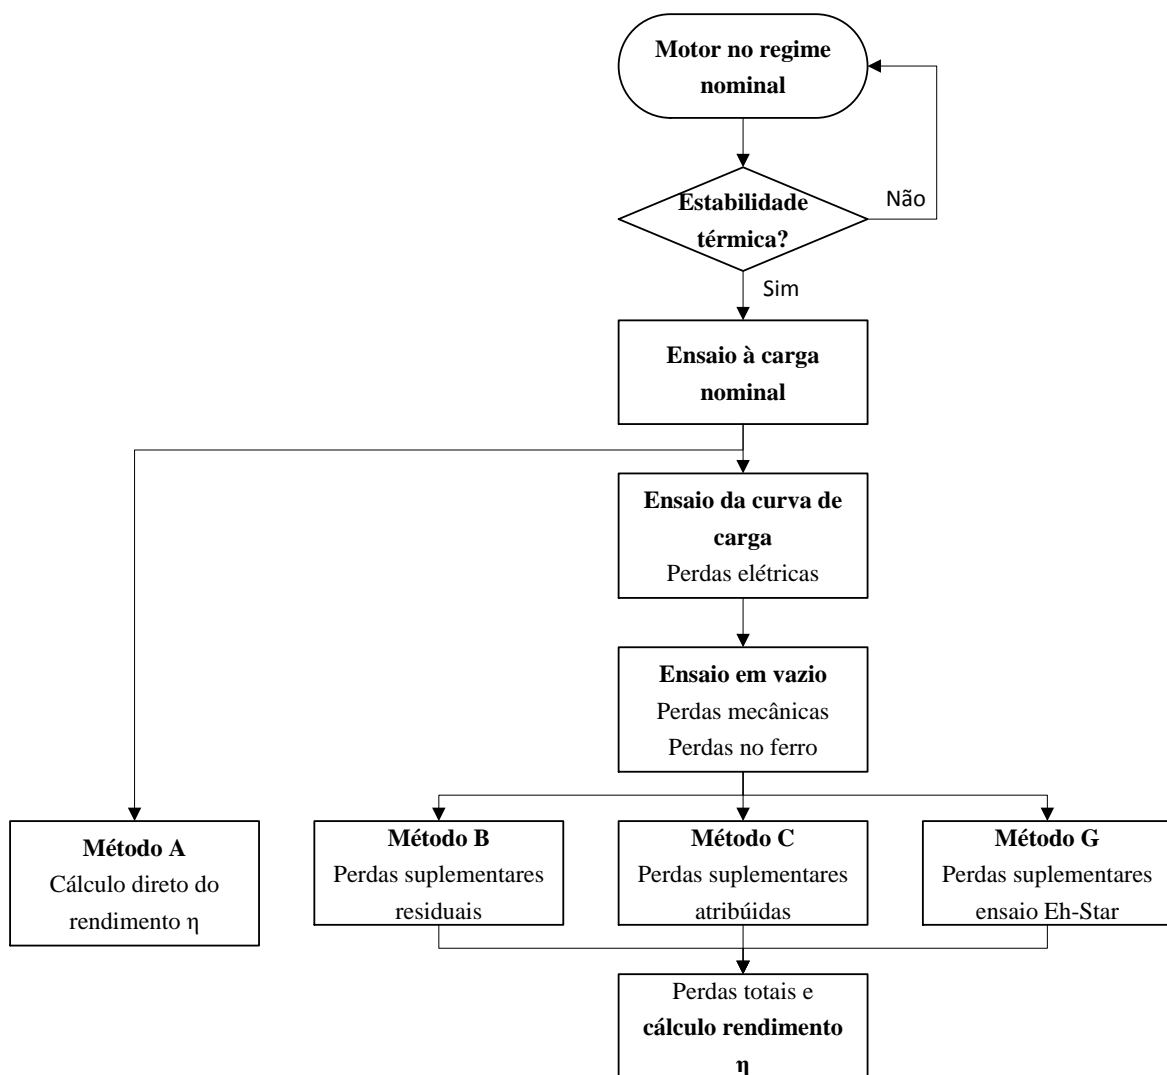 Motor no regime
nominal
Estabilidade
térmica?
Não
Sim
Ensaio à carga
nominal
Ensaio da curva de
carga
Perdas elétricas
Ensaio em vazio
Perdas mecânicas
Perdas no ferro
Método A
Cálculo direto do
rendimento η
Método B
Perdas suplementares
residuais
Método C
Perdas suplementares
atribúidas
Método G
Perdas suplementares
ensaio Eh-Star
Perdas totais e
cálculo rendimento
η